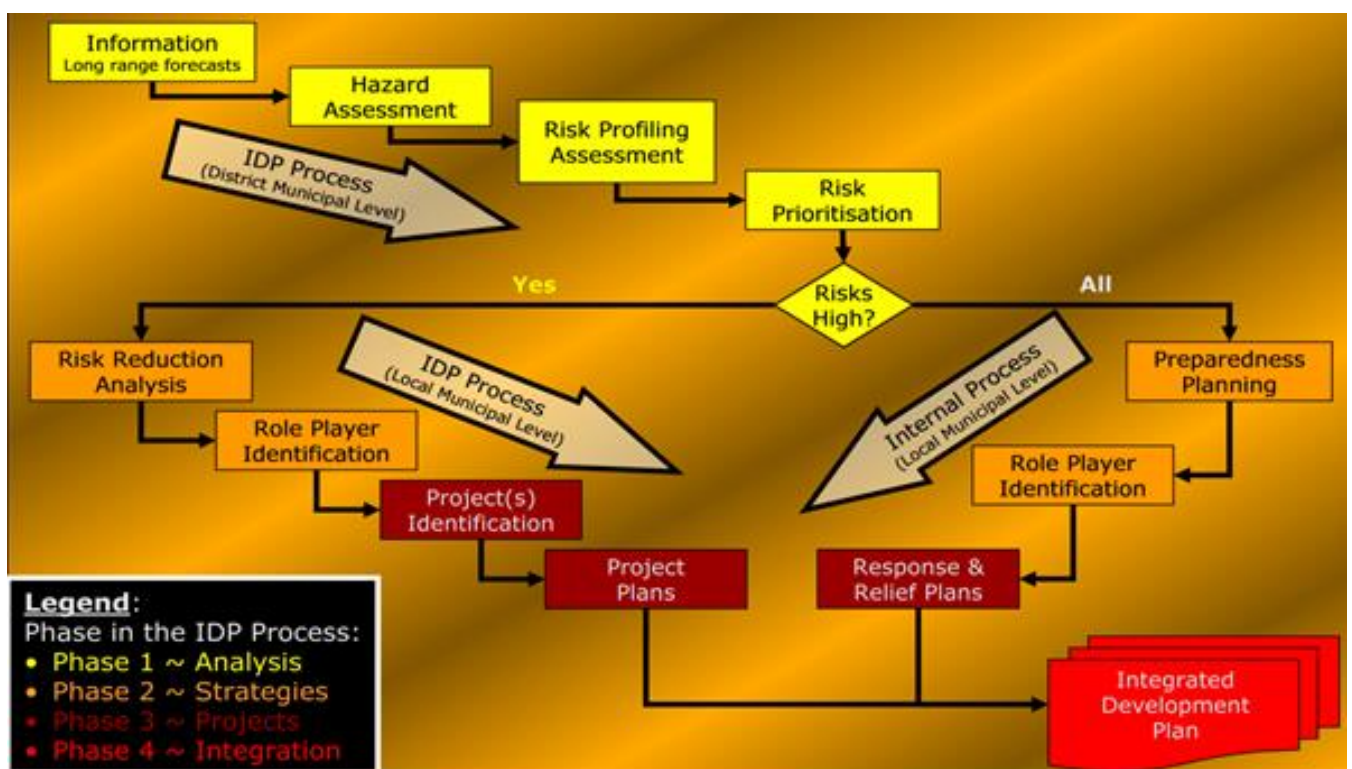 Information
Long range forecasts
Hazard
Assessment
Risk Profiling
Assessment
IDP Process
(District Municipal Level)
Risk
Prioritisation
Yes
Risks
High?
All
Risk Reduction
Analysis
IDP Process
(Local Municipal Level)
Internal Process
(Local Municipal Level)
Preparedness
Planning
Role Player
Identification
Role Player
Identification
Project(s)
Identification
Project
Plans
Response &
Relief Plans
Legend:
Phase in the IDP Process:
• Phase 1 ~ Analysis
• Phase 2 ~ Strategies
• Phase 3 ~ Projects
• Phase 4 ~ Integration
Integrated
Development
Plan